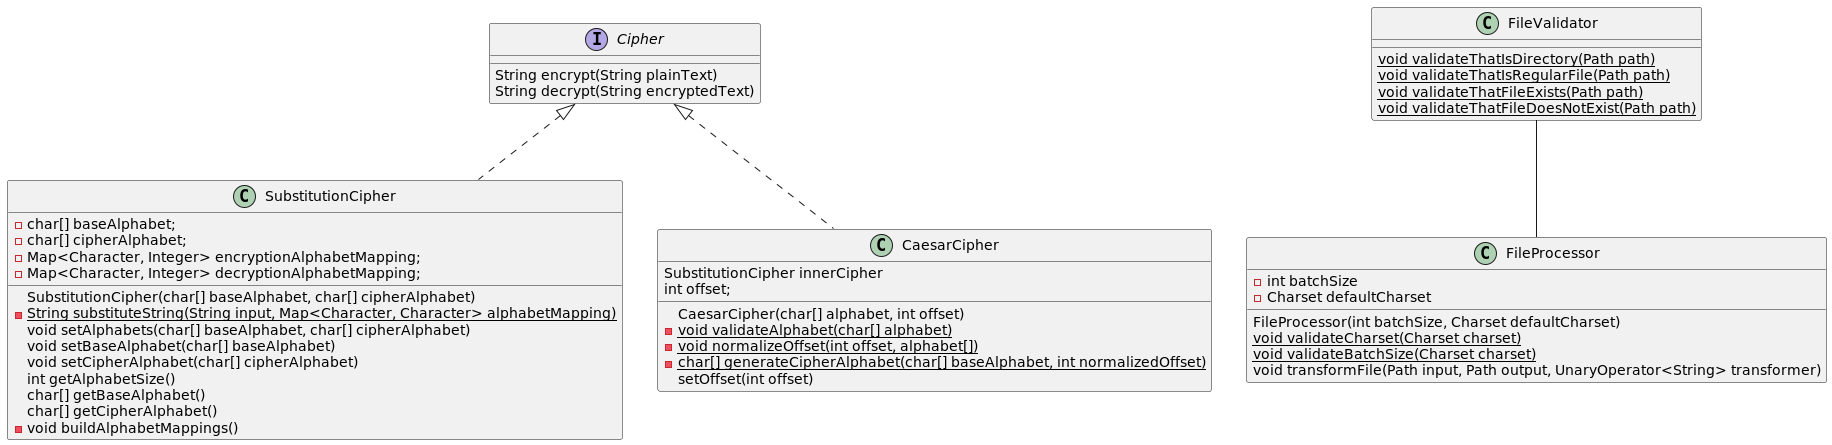 I Cipher
String encrypt(String plainText)
String decrypt(String encryptedText)
C FileValidator
void validateThatIsDirectory(Path path)
void validateThatIsRegularFile(Path path)
void validateThatFileExists(Path path)
void validateThatFileDoesNotExist(Path path)
C SubstitutionCipher
char[] baseAlphabet;
char[] cipherAlphabet;
Map<Character, Integer> encryptionAlphabetMapping;
Map<Character, Integer> decryptionAlphabetMapping;
SubstitutionCipher(char[] baseAlphabet, char[] cipherAlphabet)
String substituteString(String input, Map<Character, Character> alphabetMapping)
void setAlphabets(char[] baseAlphabet, char[] cipherAlphabet)
void setBaseAlphabet(char[] baseAlphabet)
void setCipherAlphabet(char[] cipherAlphabet)
int getAlphabetSize()
char[] getBaseAlphabet()
char[] getCipherAlphabet()
void buildAlphabetMappings()
C CaesarCipher
SubstitutionCipher innerCipher
int offset;
CaesarCipher(char[] alphabet, int offset)
void validateAlphabet(char[] alphabet)
void normalizeOffset(int offset, alphabet[])
char[] generateCipherAlphabet(char[] baseAlphabet, int normalizedOffset)
setOffset(int offset)
C FileProcessor
int batchSize
Charset defaultCharset
FileProcessor(int batchSize, Charset defaultCharset)
void validateCharset(Charset charset)
void validateBatchSize(Charset charset)
void transformFile(Path input, Path output, UnaryOperator<String> transformer)